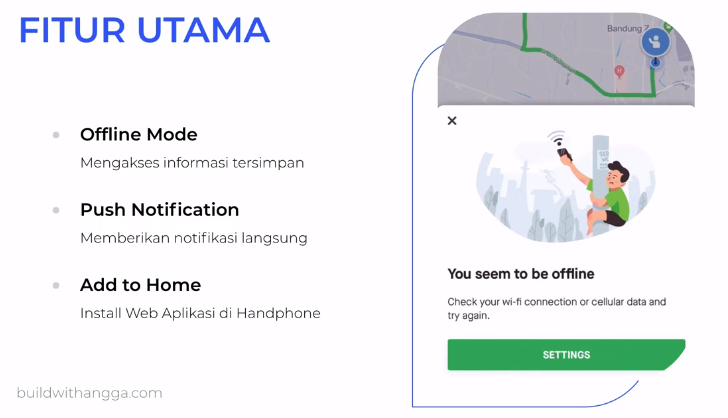 FITUR UTAMA
Offline Mode
Mengakses informasi tersimpan
Push Notification
Memberikan notifikasi langsung
Add to Home
Install Web Aplikasi di Handphone
buildwithangga.com
Bandung Z
H
You seem to be offline
Check your wi-fi connection or cellular data and
try again.
SETTINGS